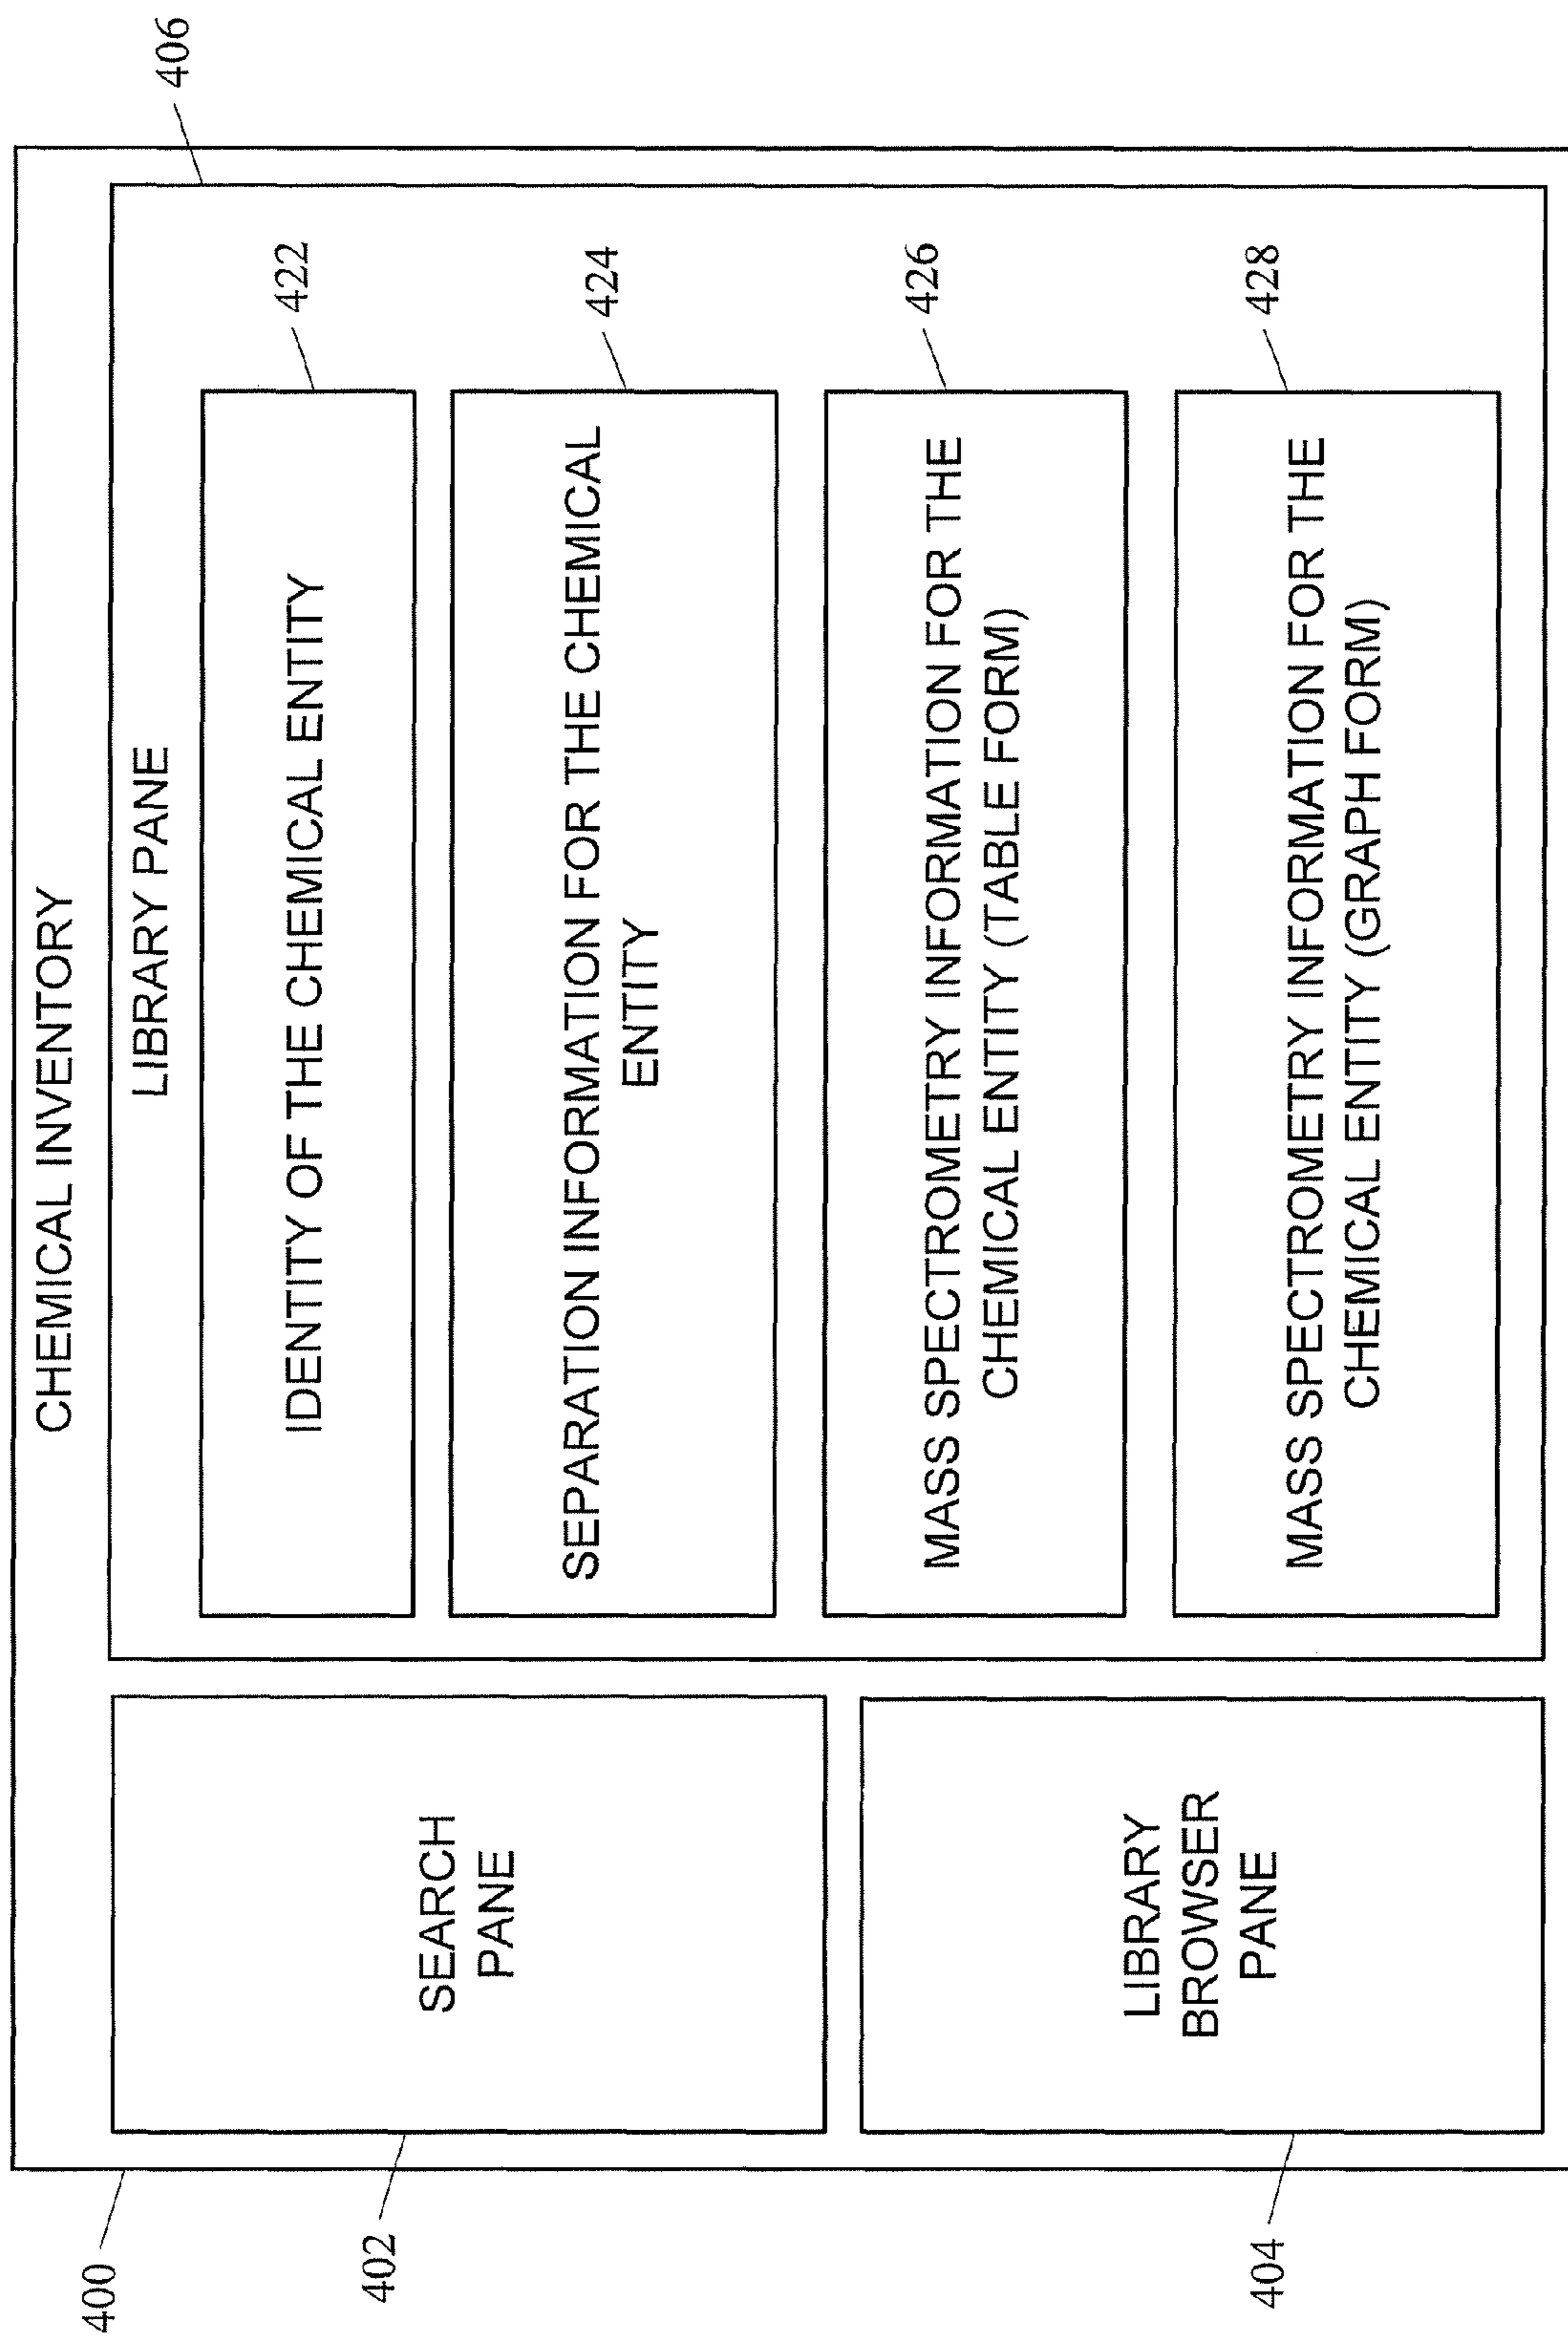 CHEMICAL INVENTORY
400
LIBRARY PANE
406
SEARCH
PANE
402
LIBRARY
BROWSER
PANE
404
IDENTITY OF THE CHEMICAL ENTITY
422
SEPARATION INFORMATION FOR THE CHEMICAL
ENTITY
424
MASS SPECTROMETRY INFORMATION FOR THE
CHEMICAL ENTITY (TABLE FORM)
426
MASS SPECTROMETRY INFORMATION FOR THE
CHEMICAL ENTITY (GRAPH FORM)
428